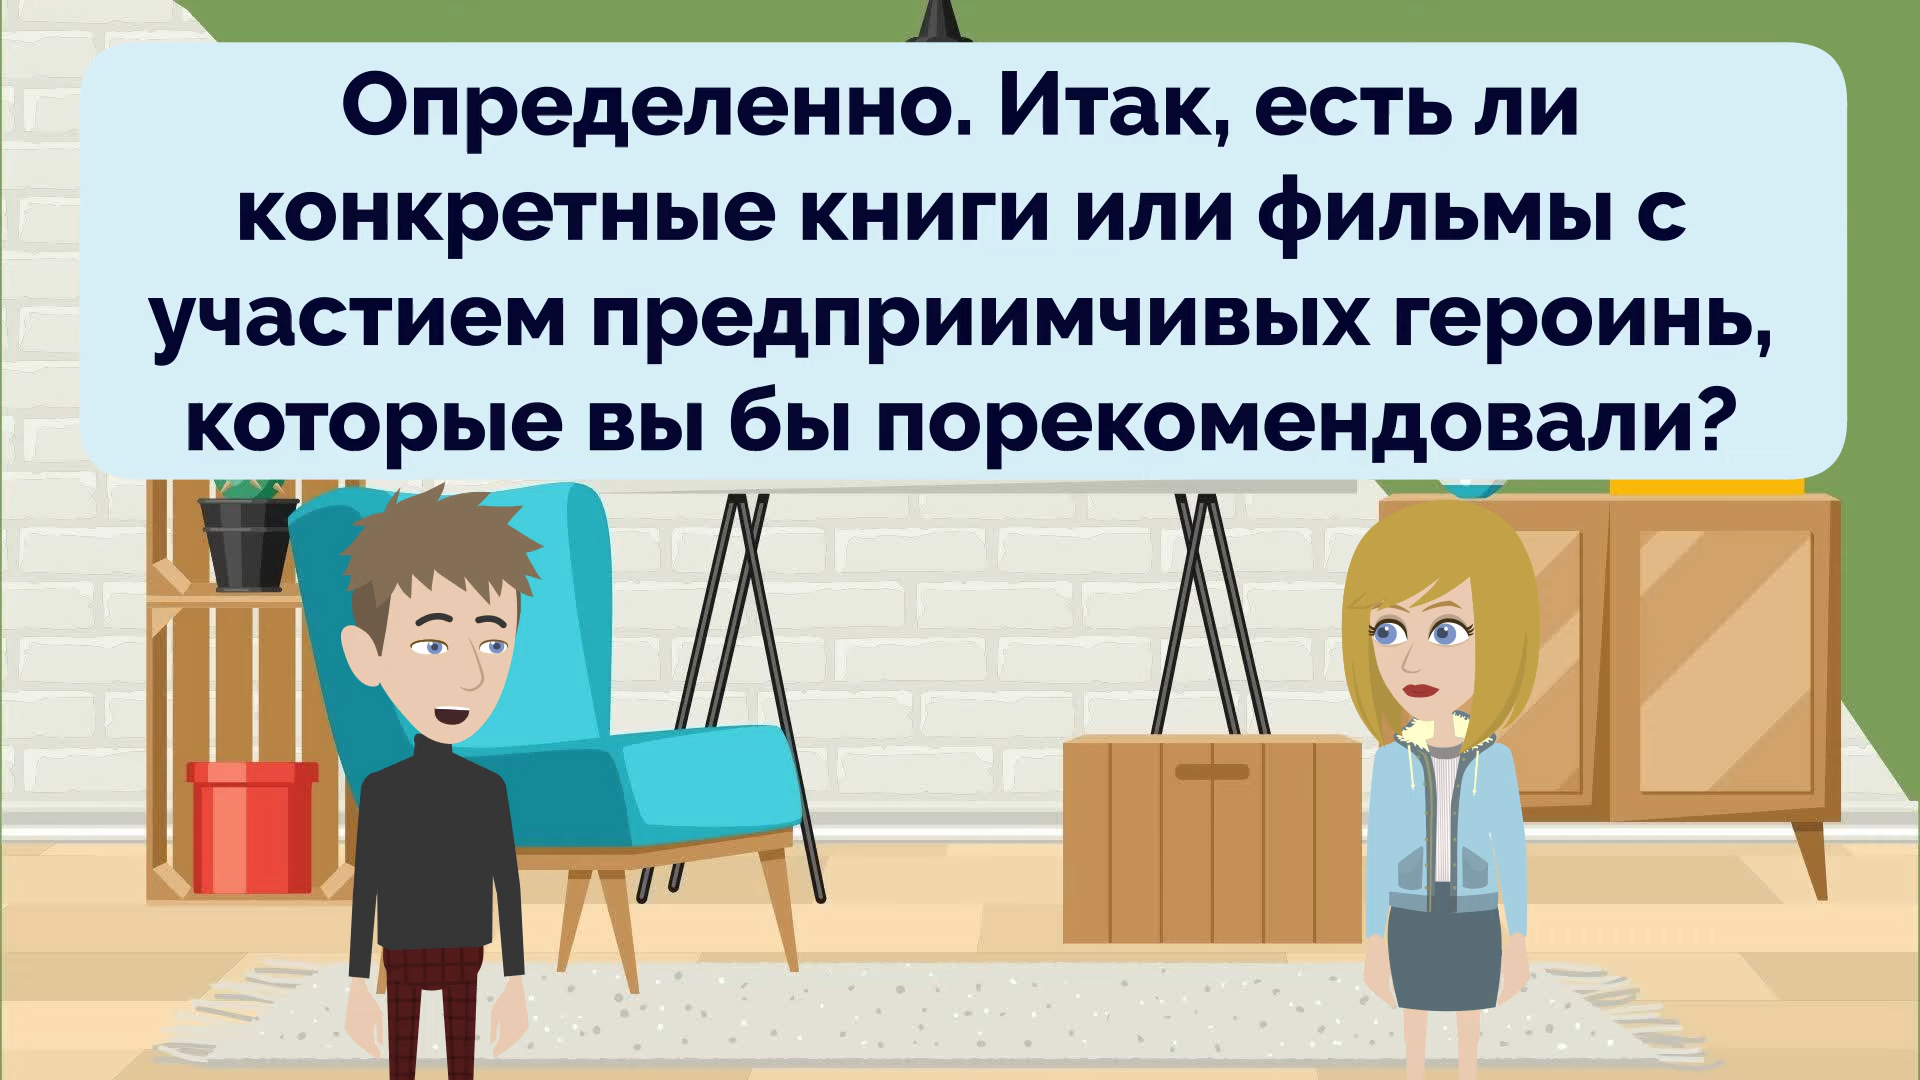 Определенно. Итак, есть ли
конкретные книги или фильмы с
участием предприимчивых героинь,
которые вы бы порекомендовали?